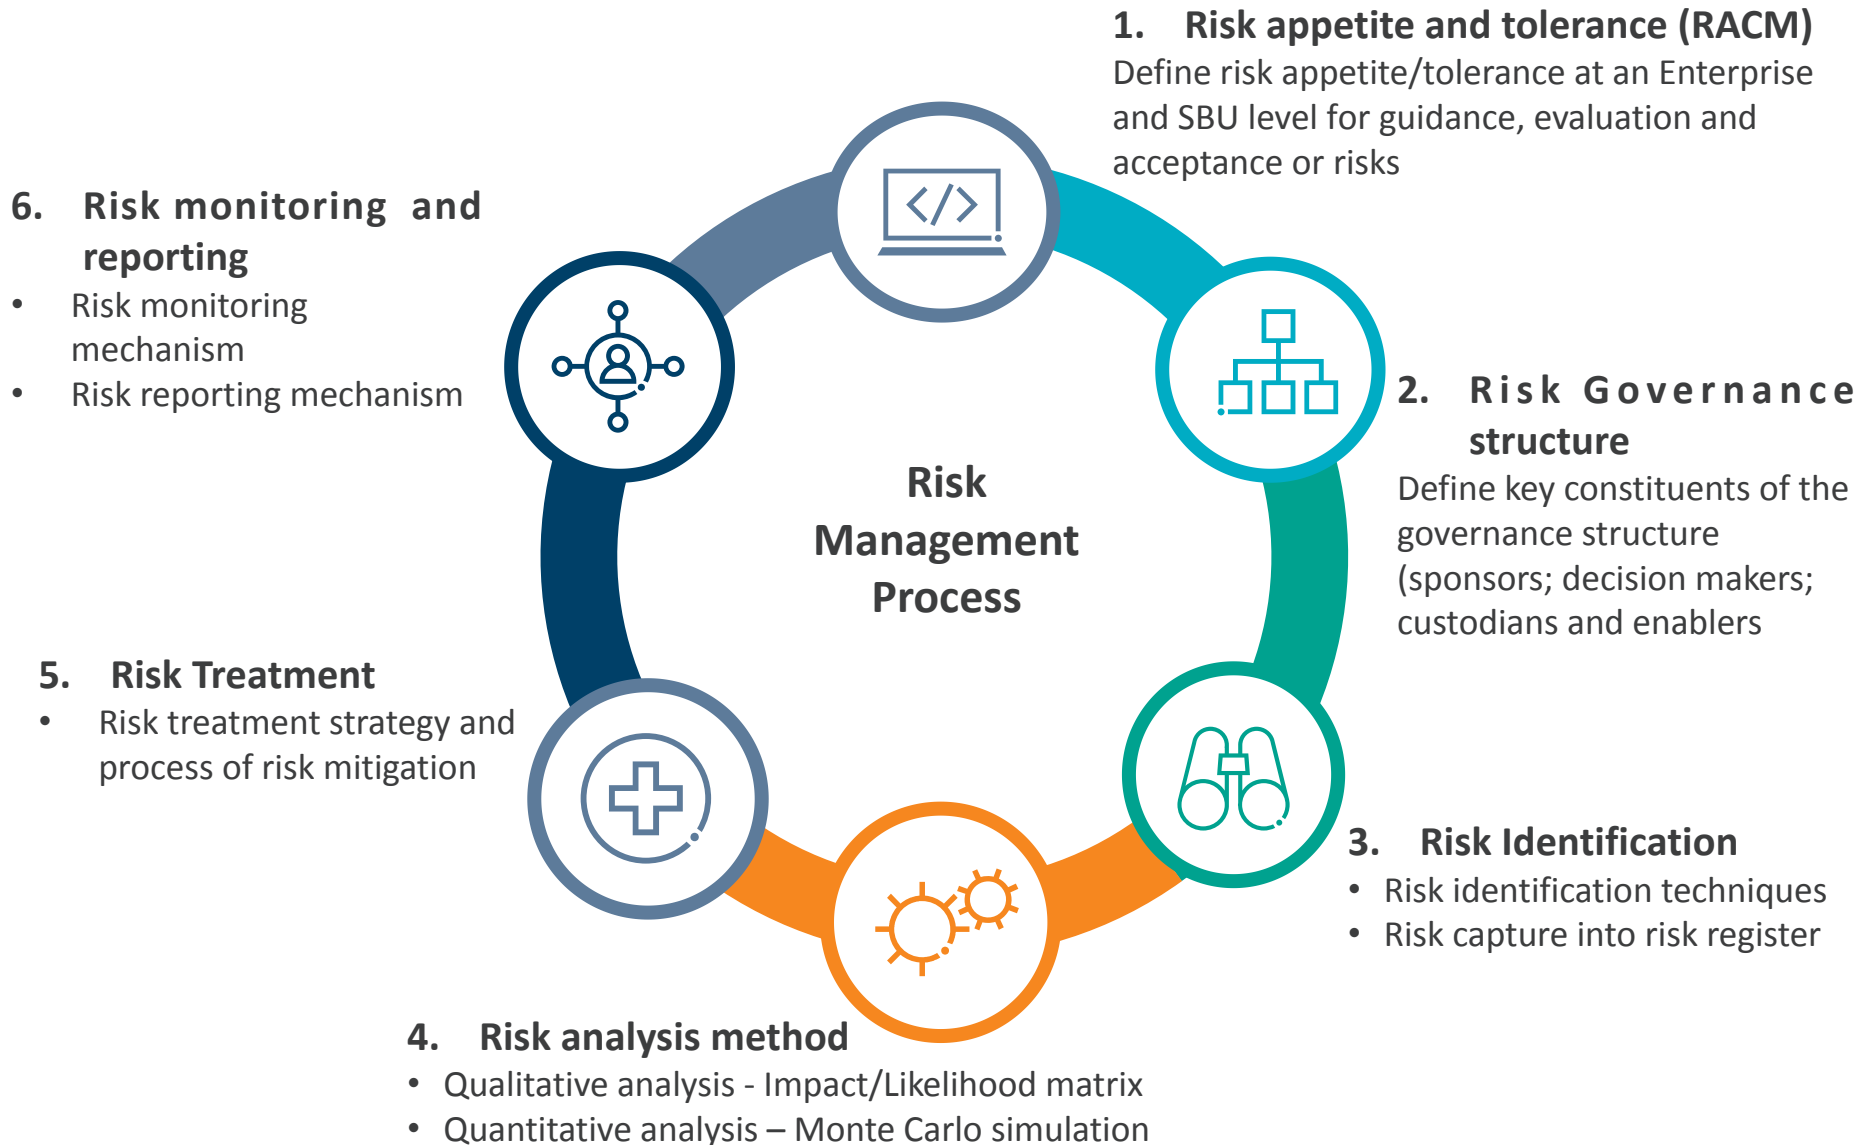 1. Risk appetite and tolerance (RACM)
Define risk appetite/tolerance at an Enterprise
and SBU level for guidance, evaluation and
acceptance or risks
2. Risk Governance
structure
Define key constituents of the
governance structure
(sponsors; decision makers;
custodians and enablers
3. Risk Identification
• Risk identification techniques
• Risk capture into risk register
4. Risk analysis method
• Qualitative analysis - Impact/Likelihood matrix
• Quantitative analysis – Monte Carlo simulation
5. Risk Treatment
• Risk treatment strategy and
process of risk mitigation
6. Risk monitoring and
reporting
• Risk monitoring
mechanism
• Risk reporting mechanism
Risk
Management
Process